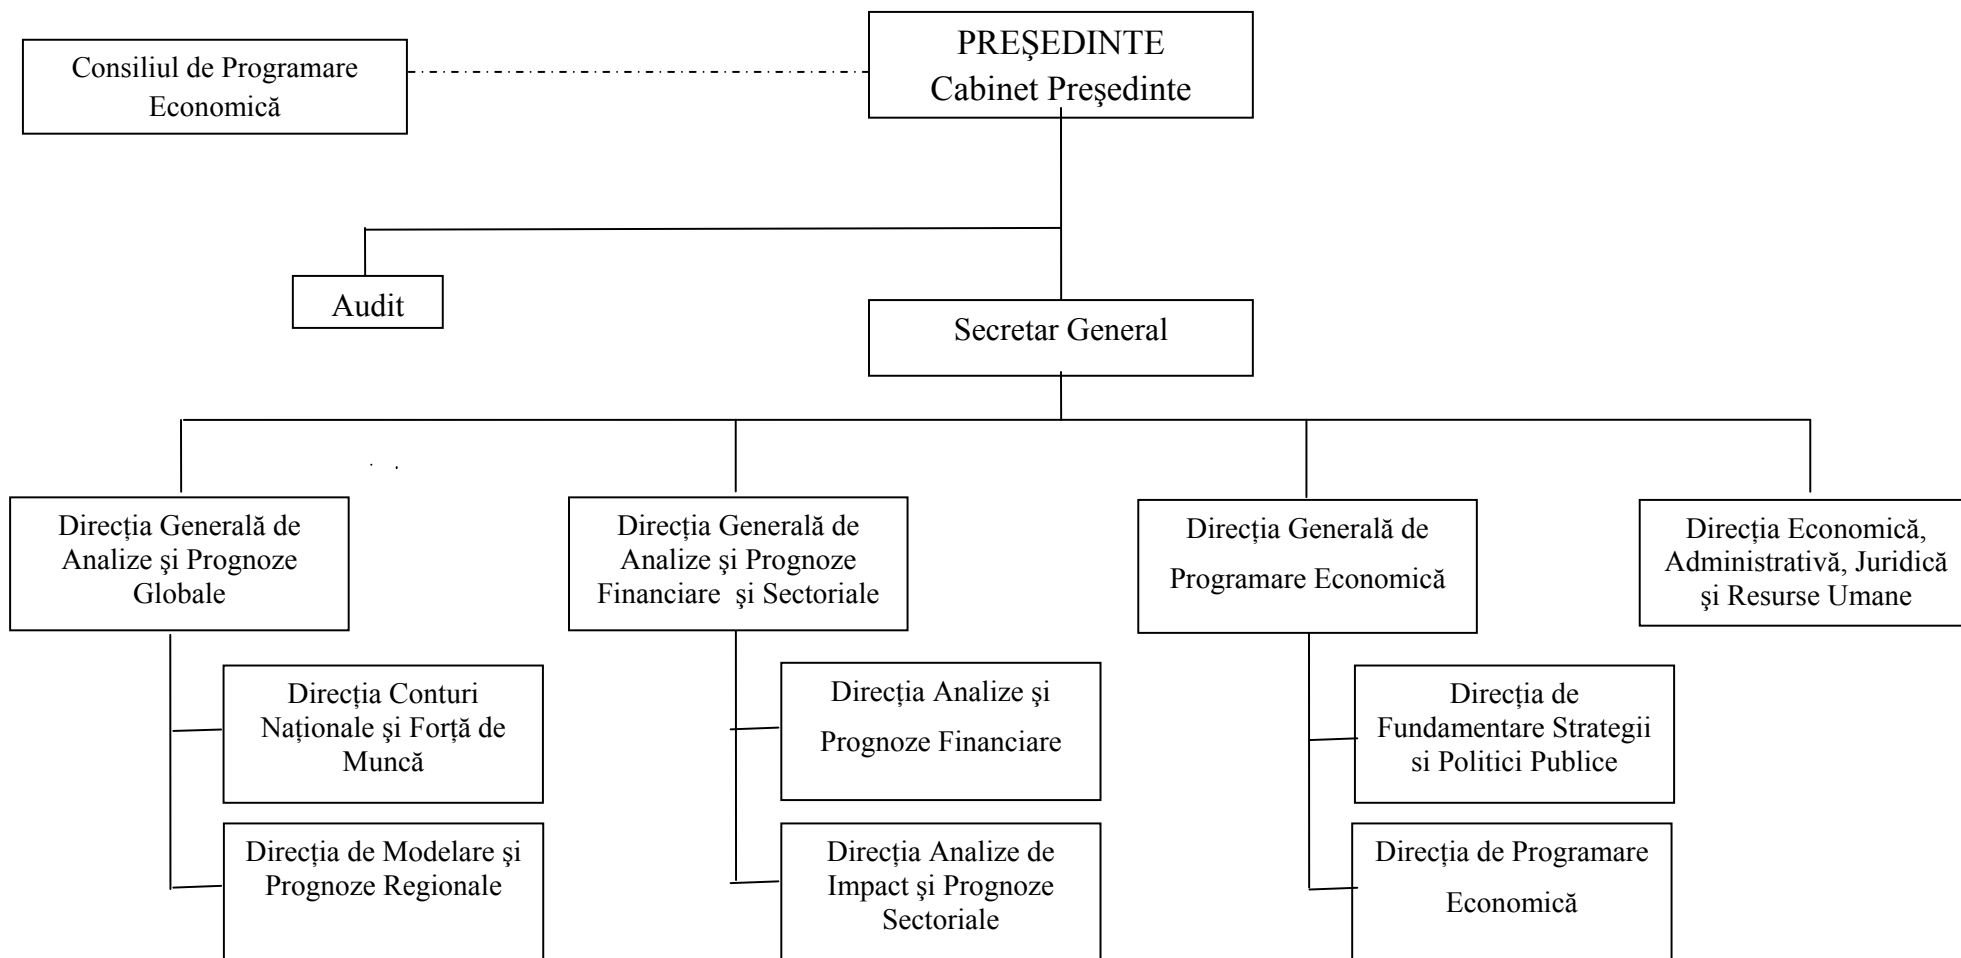 PREŞEDINTE
Cabinet Preşedinte
Consiliul de Programare
Economică
Audit
Secretar General
Direcția Generală de
Analize şi Prognoze
Globale
Direcția Generală de
Analize şi Prognoze
Financiare şi Sectoriale
Direcția Generală de
Programare Economică
Direcția Economică,
Administrativă, Juridică
şi Resurse Umane
Direcția Conturi
Naționale şi Forță de
Muncă
Direcția Analize şi
Prognoze Financiare
Direcția de
Fundamentare Strategii
si Politici Publice
Direcția de Modelare şi
Prognoze Regionale
Direcția Analize de
Impact şi Prognoze
Sectoriale
Direcția de Programare
Economică